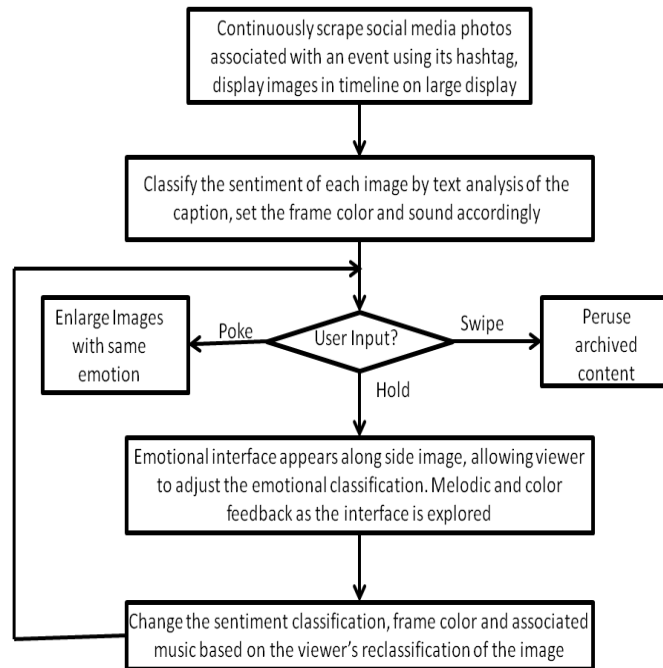 Continuously scrape social media photos
associated with an event using its hashtag,
display images in timeline on large display
Classify the sentiment of each image by text analysis of the
caption, set the frame color and sound accordingly
Enlarge Images
with same
emotion
Poke
User Input?
Swipe
Peruse
archived
content
Hold
Emotional interface appears along side image, allowing viewer
to adjust the emotional classification. Melodic and color
feedback as the interface is explored
Change the sentiment classification, frame color and associated
music based on the viewer's reclassification of the image